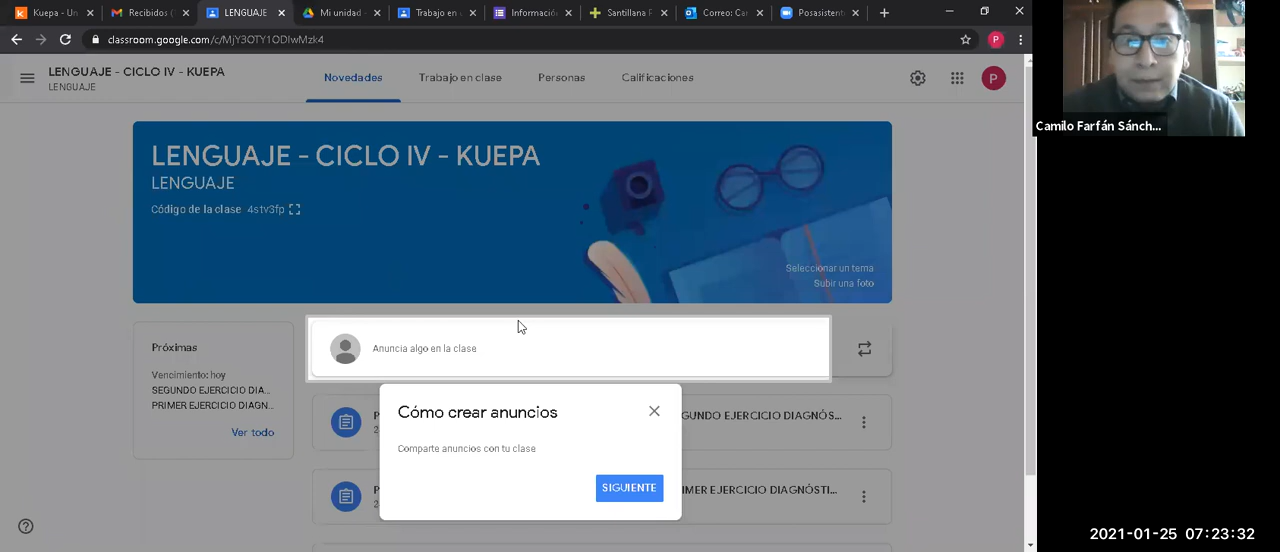 Kuepa - Un
Recibidos (
LENGUAJE
Mi unidad
Trabajo en
Informació
Santillana F
Correo: Car
Posasistent
classroom.google.com/c/MjY3OTY1ODIwMzk4
P
LENGUAJE - CICLO IV - KUEPA
LENGUAJE
Novedades
Trabajo en clase
Personas
Calificaciones
P
Camilo Farfán Sánch...
LENGUAJE - CICLO IV - KUEPA
LENGUAJE
Código de la clase 4stv3fp
Seleccionar un tema
Subir una foto
Próximas
Vencimiento: hoy
SEGUNDO EJERCICIO DIA...
PRIMER EJERCICIO DIAGN...
Ver todo
Anuncia algo en la clase
Cómo crear anuncios
Comparte anuncios con tu clase
SIGUIENTE
GUNDO EJERCICIO DIAGNÓS...
IMER EJERCICIO DIAGNÓSTI...
2021-01-25 07:23:32